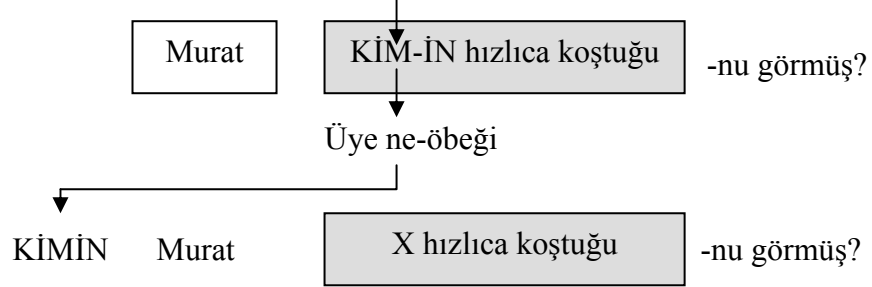 Murat KİM-İN hızlıca koştuğu -nu görmüş?
Üye ne-öbeği
KİMİN Murat X hızlıca koştuğu -nu görmüş?